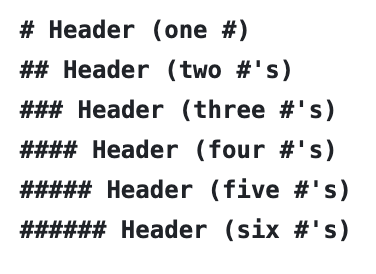 # Header (one #)
## Header (two #'s)
### Header (three #'s)
#### Header (four #'s)
##### Header (five #'s)
###### Header (six #'s)